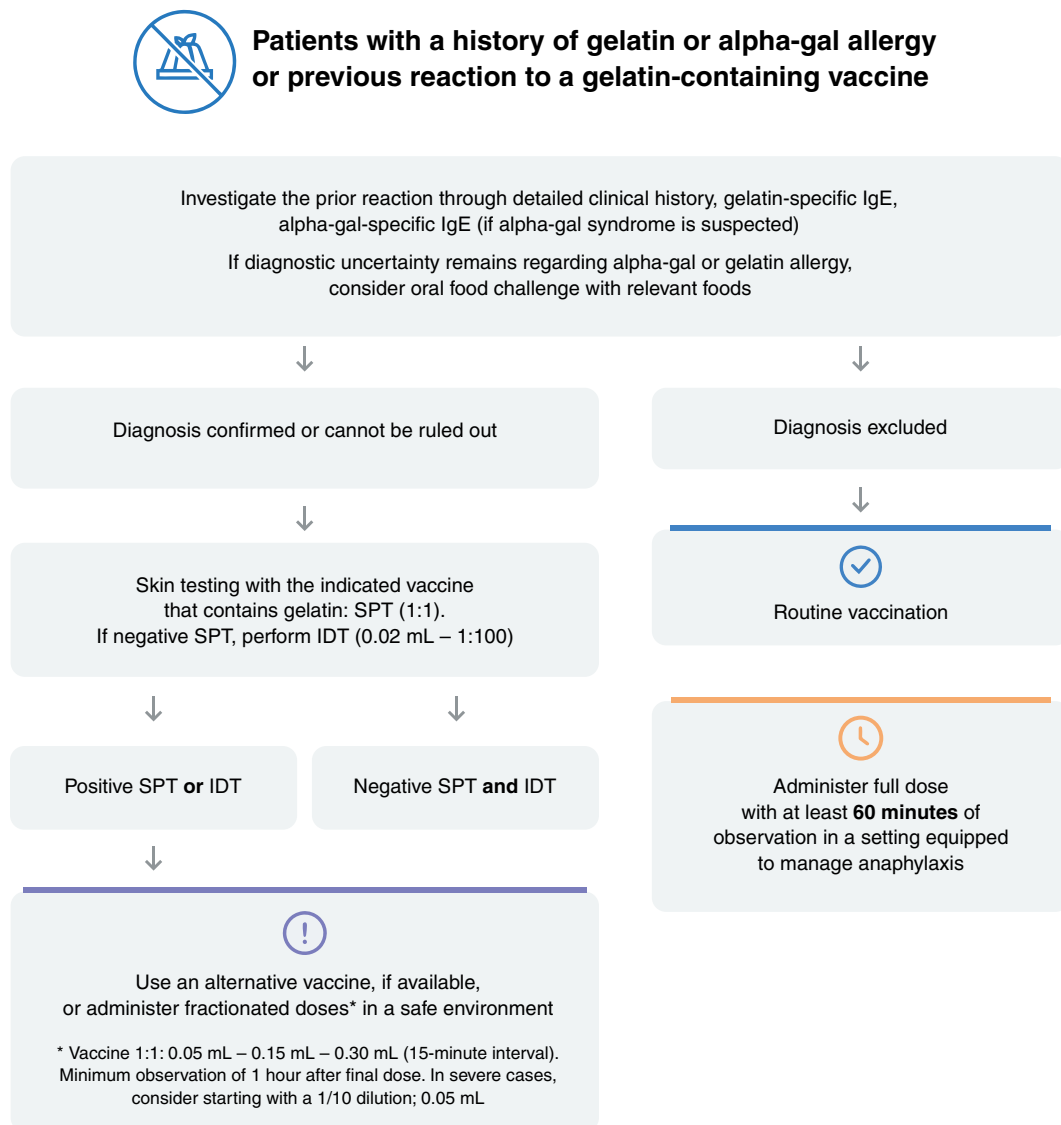 Patients with a history of gelatin or alpha-gal allergy
or previous reaction to a gelatin-containing vaccine
Investigate the prior reaction through detailed clinical history, gelatin-specific IgE,
alpha-gal-specific IgE (if alpha-gal syndrome is suspected)
If diagnostic uncertainty remains regarding alpha-gal or gelatin allergy,
consider oral food challenge with relevant foods
Diagnosis confirmed or cannot be ruled out
Diagnosis excluded
Skin testing with the indicated vaccine
that contains gelatin: SPT (1:1).
If negative SPT, perform IDT (0.02 mL – 1:100)
Routine vaccination
Positive SPT or IDT
Negative SPT and IDT
Administer full dose
with at least 60 minutes of
observation in a setting equipped
to manage anaphylaxis
Use an alternative vaccine, if available,
or administer fractionated doses* in a safe environment
* Vaccine 1:1: 0.05 mL – 0.15 mL – 0.30 mL (15-minute interval).
Minimum observation of 1 hour after final dose. In severe cases,
consider starting with a 1/10 dilution; 0.05 mL